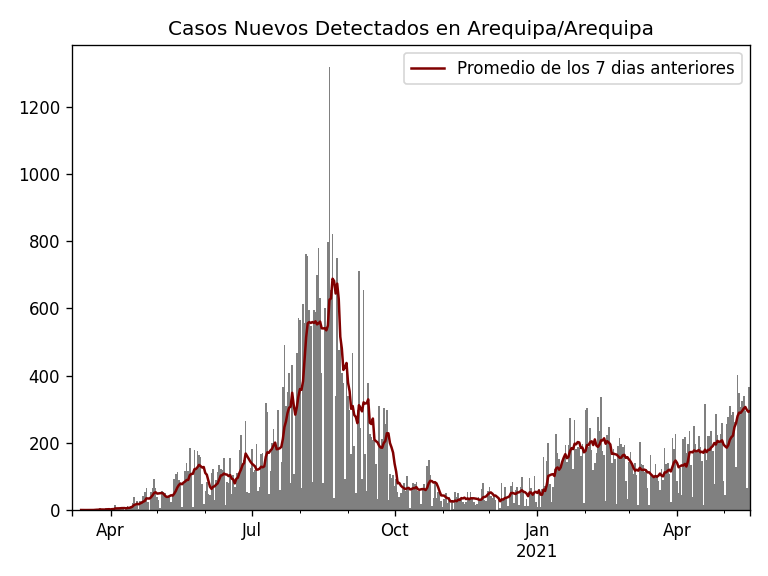 Casos Nuevos Detectados en Arequipa/Arequipa
Promedio de los 7 dias anteriores
1200
1000
800
600
400
200
0
Apr Jul Oct Jan Apr
2021